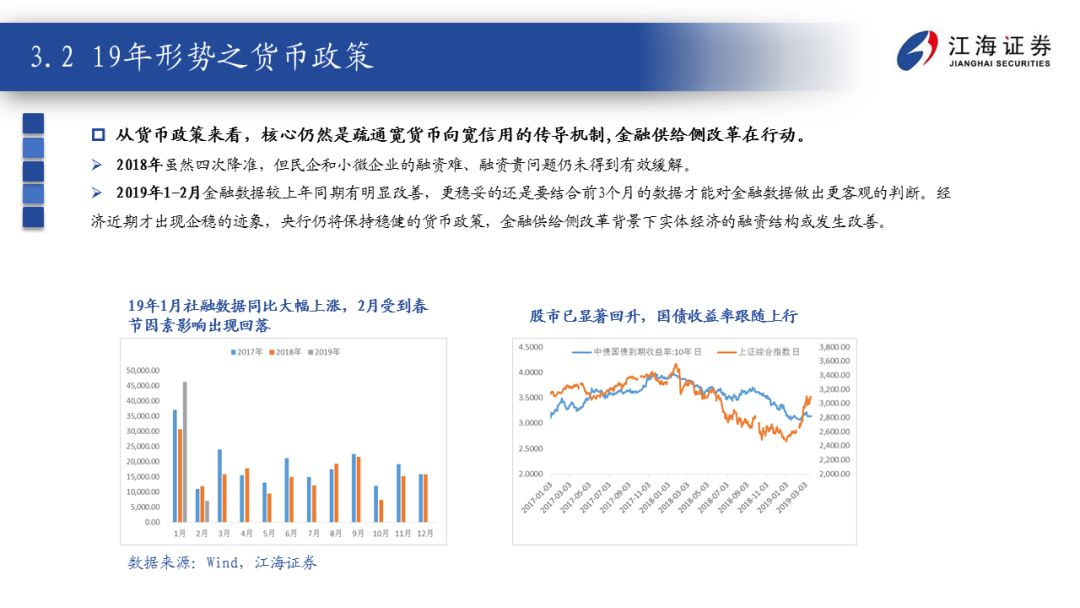 3.2 19年形势之货币政策
江海证券
JIANGHAI SECURITIES
从货币政策来看，核心仍然是疏通宽货币向宽信用的传导机制,金融供给侧改革在行动。
2018年虽然四次降准，但民企和小微企业的融资难、融资贵问题仍未得到有效缓解。
2019年1-2月金融数据较上年同期有明显改善，更稳妥的还是要结合前3个月的数据才能对金融数据做出更客观的判断。经
济近期才出现企稳的迹象，央行仍将保持稳健的货币政策，金融供给侧改革背景下实体经济的融资结构或发生改善。
19年1月社融数据同比大幅上涨，2月受到春
节因素影响出现回落
2017年 2018年 2019年
50,000.00
45,000.00
40,000.00
35,000.00
30,000.00
25,000.00
20,000.00
15,000.00
10,000.00
5,000.00
0.00
1月 2月 3月 4月 5月 6月 7月 8月 9月 10月 11月 12月
数据来源：Wind，江海证券
股市已显著回升，国债收益率跟随上行
中债国债到期收益率:10年 日 上证综合指数 日
4.5000
4.0000
3.5000
3.0000
2.5000
2.0000
3,800.00
3,600.00
3,400.00
3,200.00
3,000.00
2,800.00
2,600.00
2,400.00
2,200.00
2,000.00
2017-01-03
2017-03-03
2017-05-03
2017-07-03
2017-09-03
2017-11-03
2018-01-03
2018-03-03
2018-05-03
2018-07-03
2018-09-03
2018-11-03
2019-01-03
2019-03-03